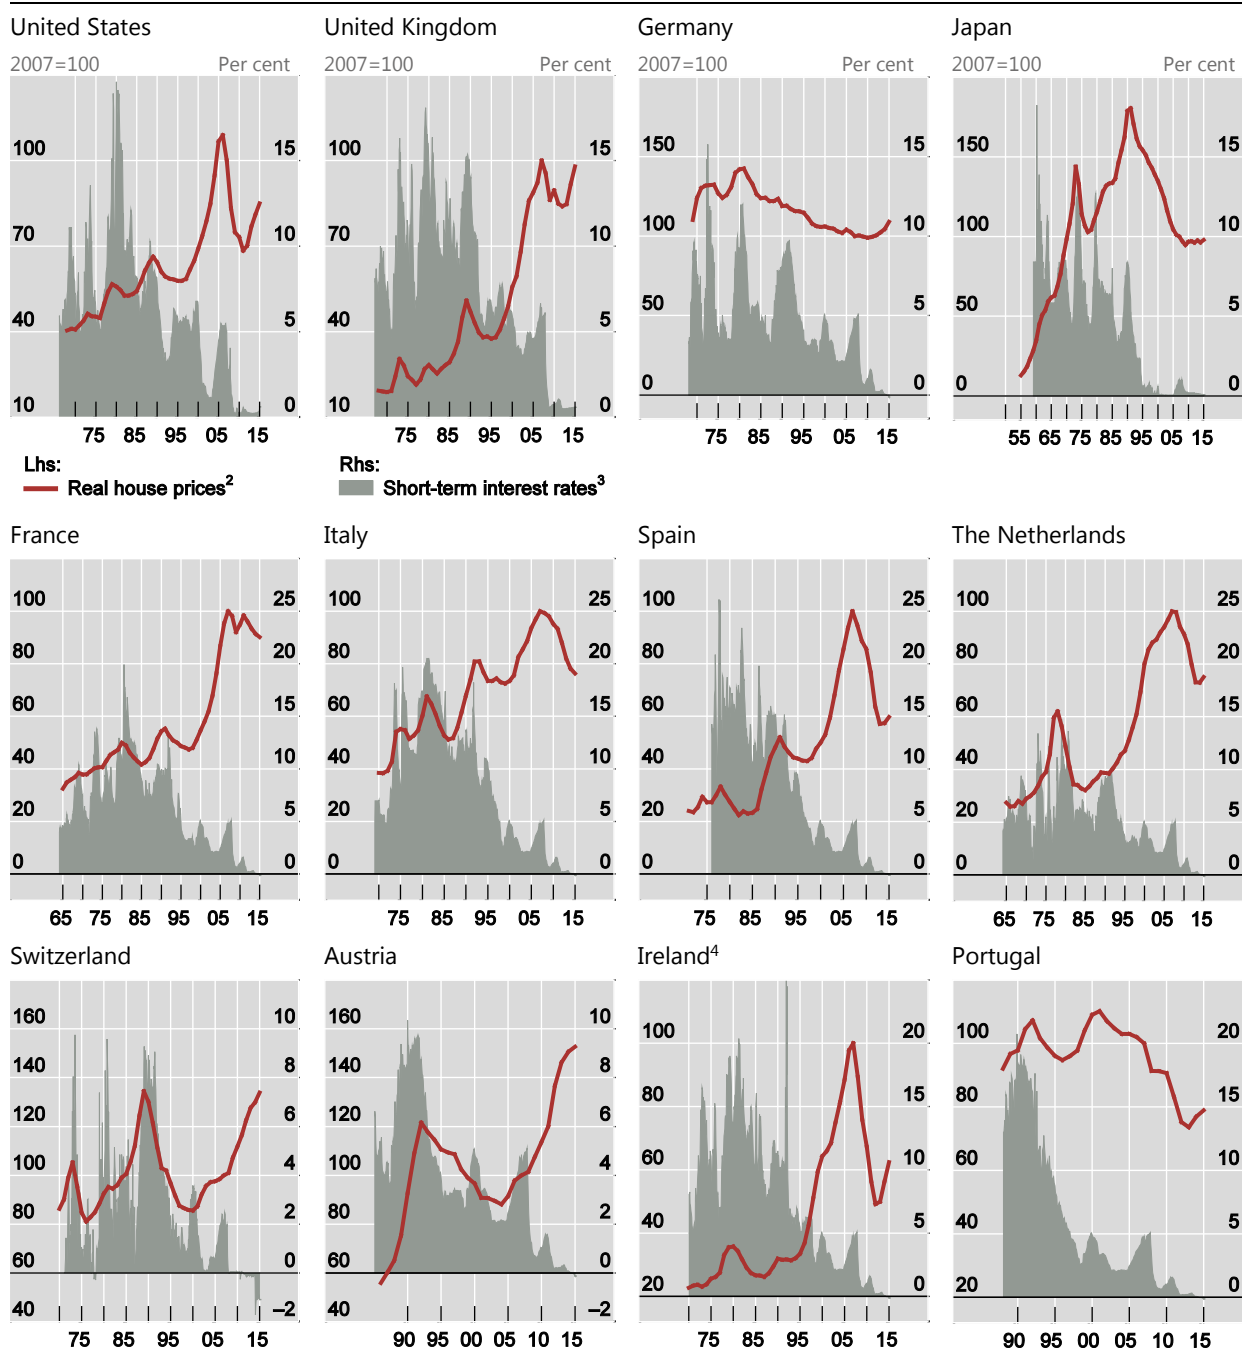 United States United Kingdom Germany Japan
2007=100 Per cent 2007=100 Per cent 2007=100 Per cent 2007=100 Per cent
100 15 100 15 150 15 150 15
70 10 70 10 100 10 100 10
40 5 40 5 50 5 50 5
10 0 10 0 0 0 0 0
75 85 95 05 15 75 85 95 05 15 75 85 95 05 15 55 65 75 85 95 05 15
Lhs: Rhs:
Real house prices² Short-term interest rates³
France Italy Spain The Netherlands
100 25 100 25 100 25 100 25
80 20 80 20 80 20 80 20
60 15 60 15 60 15 60 15
40 10 40 10 40 10 40 10
20 5 20 5 20 5 20 5
0 0 0 0 0 0 0 0
65 75 85 95 05 15 75 85 95 05 15 75 85 95 05 15 65 75 85 95 05 15
Switzerland Austria Ireland⁴ Portugal
160 10 160 10 100 20 100 20
140 8 140 8 80 15 80 15
120 6 120 6 60 10 60 10
100 4 100 4 40 5 40 5
80 2 80 2 20 0 20 0
60 0 60 0
40 –2 40 –2
75 85 95 05 15 90 95 00 05 10 15 75 85 95 05 15 90 95 00 05 10 15